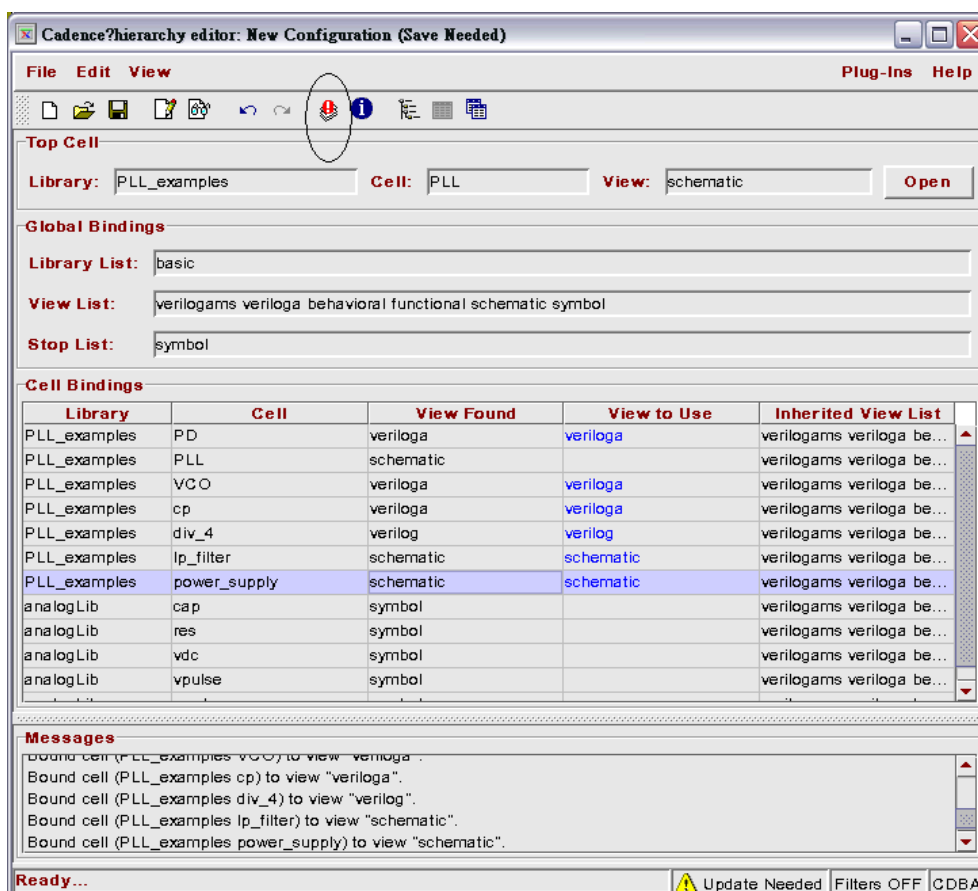 Cadence?hierarchy editor: New Configuration (Save Needed)
File Edit View Plug-Ins Help
Top Cell
Library: PLL_examples Cell: PLL View: schematic Open
Global Bindings
Library List: basic
View List: verilogams veriloga behavioral functional schematic symbol
Stop List: symbol
Cell Bindings
Library Cell View Found View to Use Inherited View List
PLL_examples PD veriloga veriloga verilogams veriloga be...
PLL_examples PLL schematic verilogams veriloga be...
PLL_examples VCO veriloga veriloga verilogams veriloga be...
PLL_examples cp veriloga veriloga verilogams veriloga be...
PLL_examples div_4 verilog verilog verilogams veriloga be...
PLL_examples lp_filter schematic schematic verilogams veriloga be...
PLL_examples power_supply schematic schematic verilogams veriloga be...
analogLib cap symbol verilogams veriloga be...
analogLib res symbol verilogams veriloga be...
analogLib vdc symbol verilogams veriloga be...
analogLib vpulse symbol verilogams veriloga be...
Messages
Bound cell (PLL_examples VCO) to view "veriloga".
Bound cell (PLL_examples cp) to view "veriloga".
Bound cell (PLL_examples div_4) to view "verilog".
Bound cell (PLL_examples lp_filter) to view "schematic".
Bound cell (PLL_examples power_supply) to view "schematic".
Ready... Update Needed Filters OFF CDBA